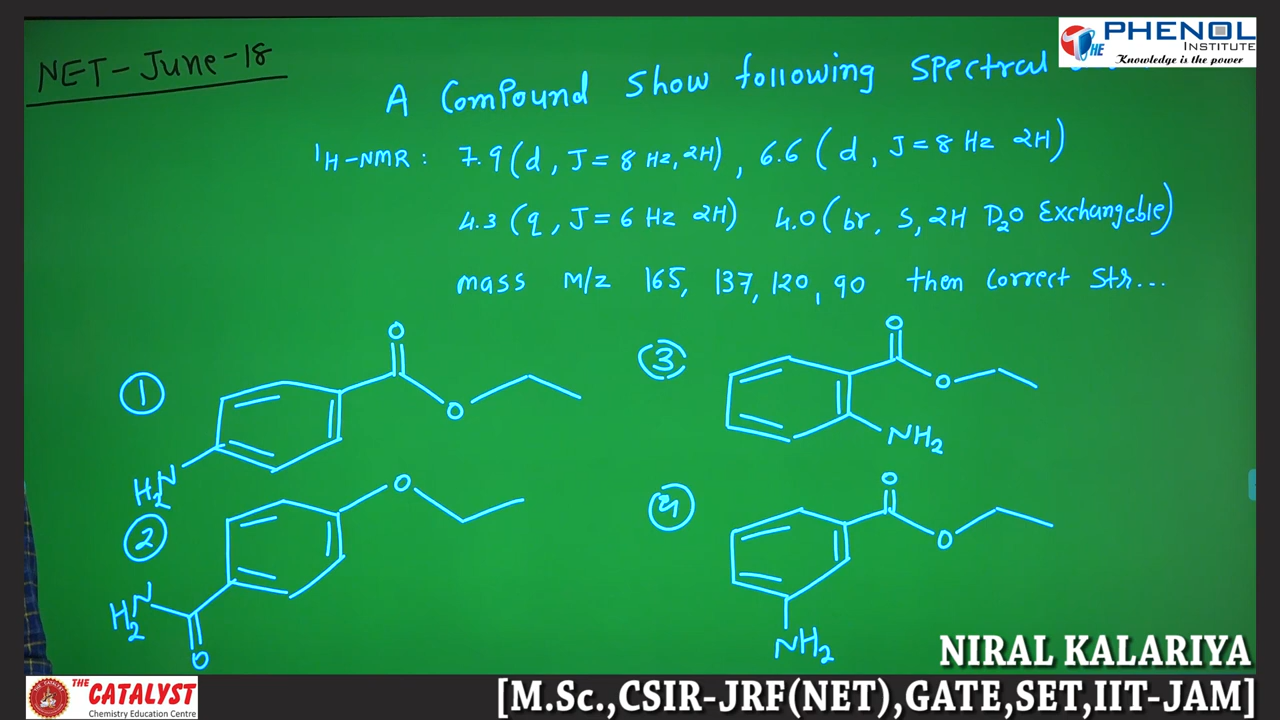 NET-June-18
THE PHENOL
INSTITUTE
Knowledge is the power
A Compound Show following Spectral
¹H-NMR : 7.9 (d, J = 8 Hz, 2H), 6.6 (d, J = 8 Hz 2H)
4.3 (q, J = 6 Hz 2H) 4.0 (br, s, 2H D₂O Exchangeble)
mass M/z 165, 137, 120, 90 then Correct Str...
①
O
O
H₂N
③
O
O
NH₂
②
O
H₂N
O
④
O
O
NH₂
NIRAL KALARIYA
[M.Sc.,CSIR-JRF(NET),GATE,SET,IIT-JAM]
THE CATALYST
Chemistry Education Centre